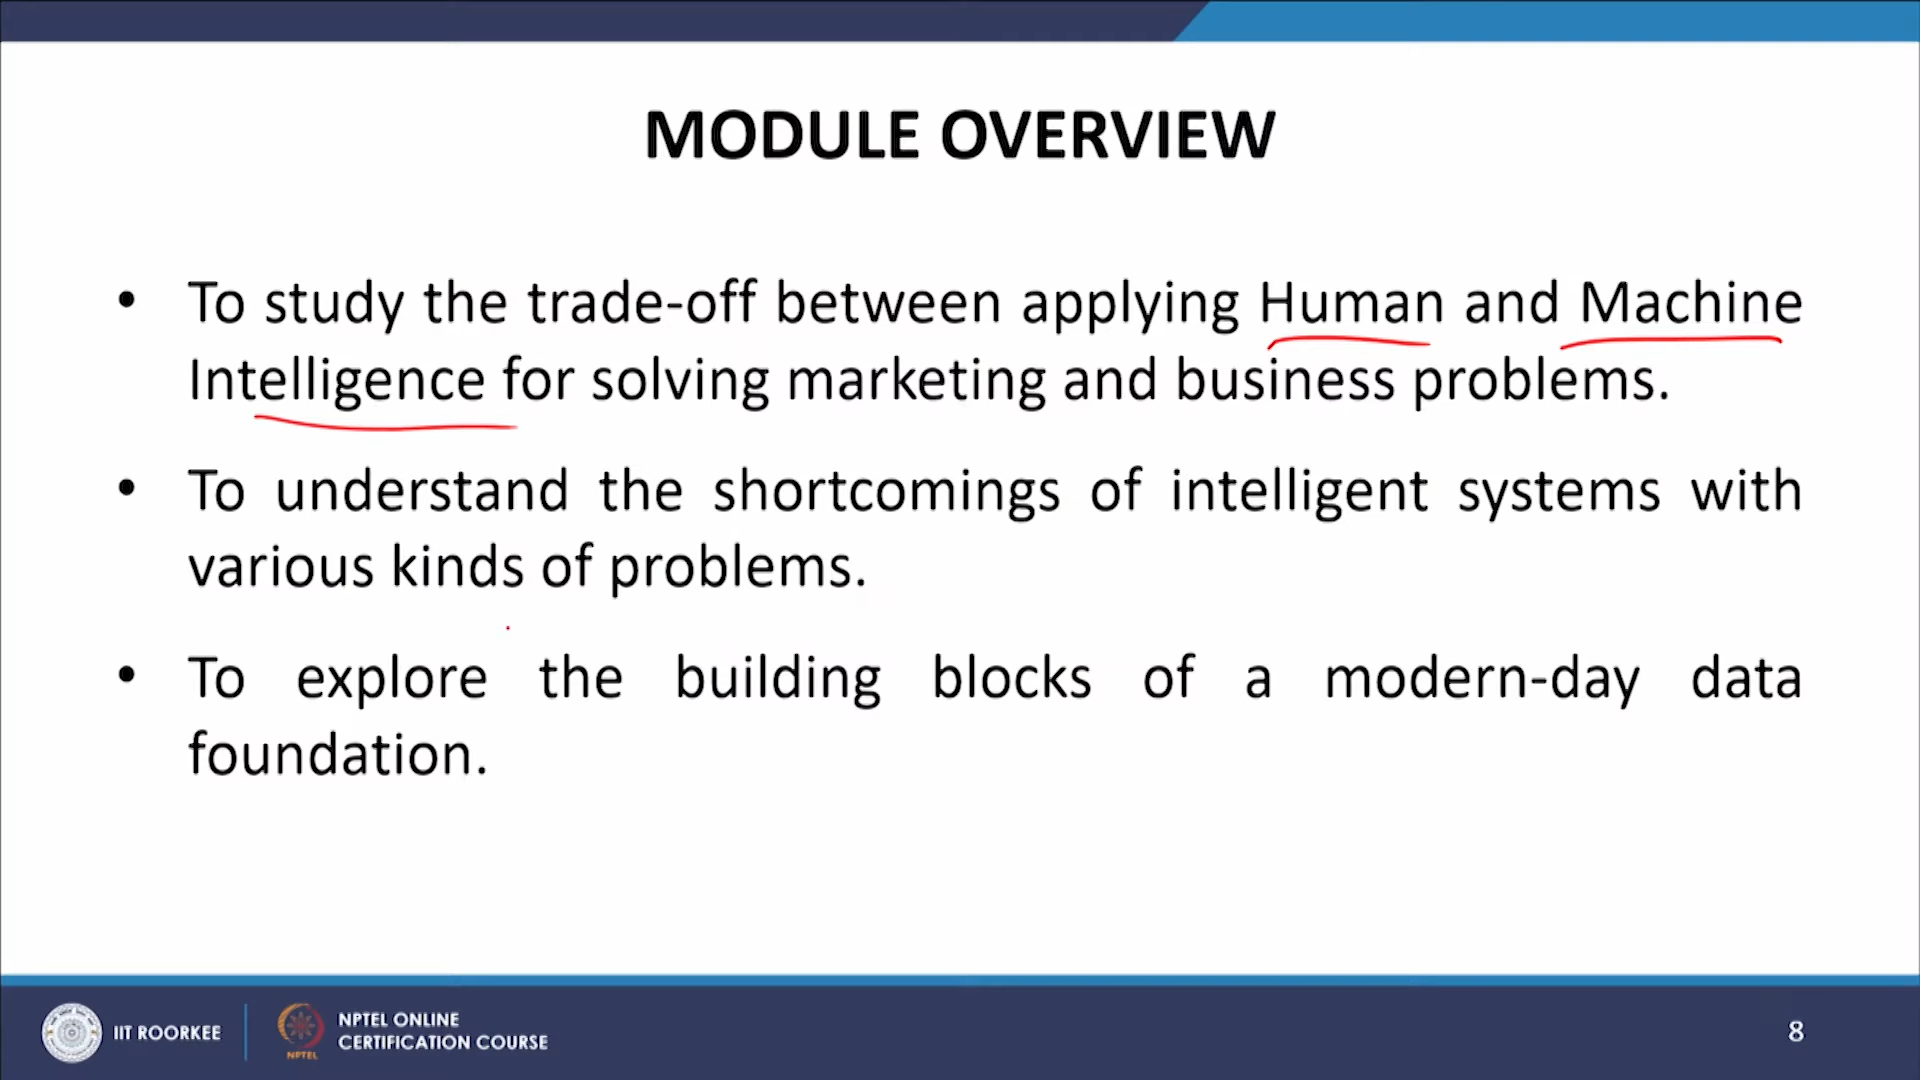 MODULE OVERVIEW
• To study the trade-off between applying Human and Machine
Intelligence for solving marketing and business problems.
• To understand the shortcomings of intelligent systems with
various kinds of problems.
• To explore the building blocks of a modern-day data
foundation.
IIT ROORKEE
NPTEL
NPTEL ONLINE
CERTIFICATION COURSE
8